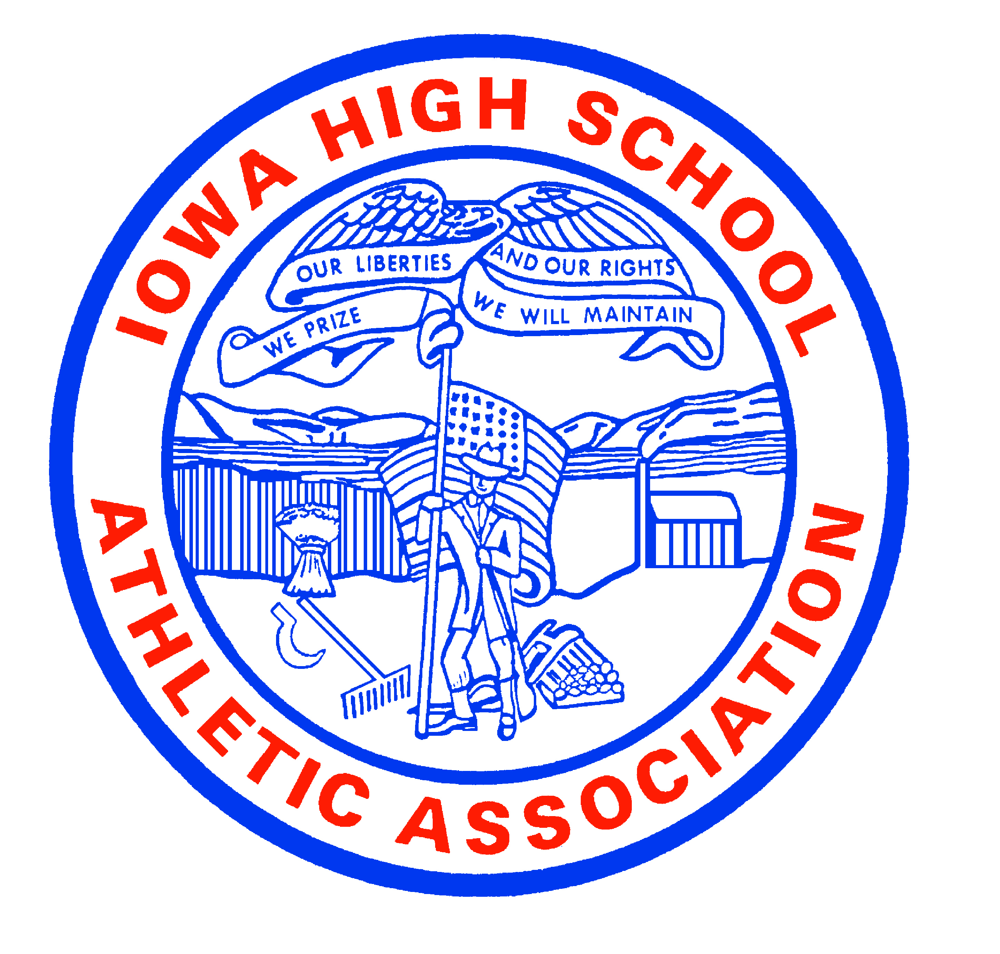 IOWA HIGH SCHOOL
OUR LIBERTIES AND OUR RIGHTS
WE PRIZE WE WILL MAINTAIN
ATHLETIC ASSOCIATION